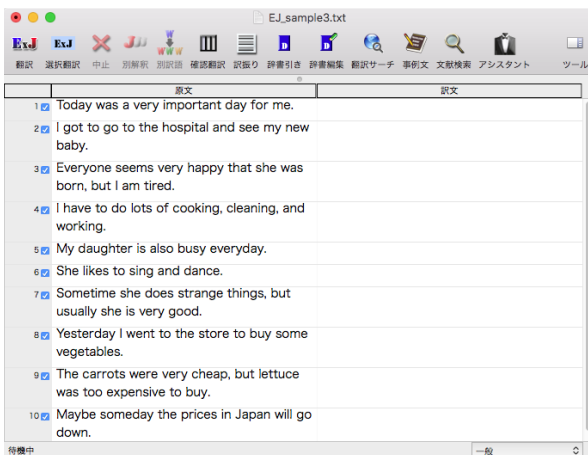 EJ_sample3.txt
ExJ ExJ JJ W WWW D D
翻訳 選択翻訳 中止 別解釈 別訳語 確認翻訳 訳振り 辞書引き 辞書編集 翻訳サーチ 事例文 文献検索 アシスタント ツール
原文 訳文
1 Today was a very important day for me.
2 I got to go to the hospital and see my new
baby.
3 Everyone seems very happy that she was
born, but I am tired.
4 I have to do lots of cooking, cleaning, and
working.
5 My daughter is also busy everyday.
6 She likes to sing and dance.
7 Sometime she does strange things, but
usually she is very good.
8 Yesterday I went to the store to buy some
vegetables.
9 The carrots were very cheap, but lettuce
was too expensive to buy.
10 Maybe someday the prices in Japan will go
down.
待機中 一般